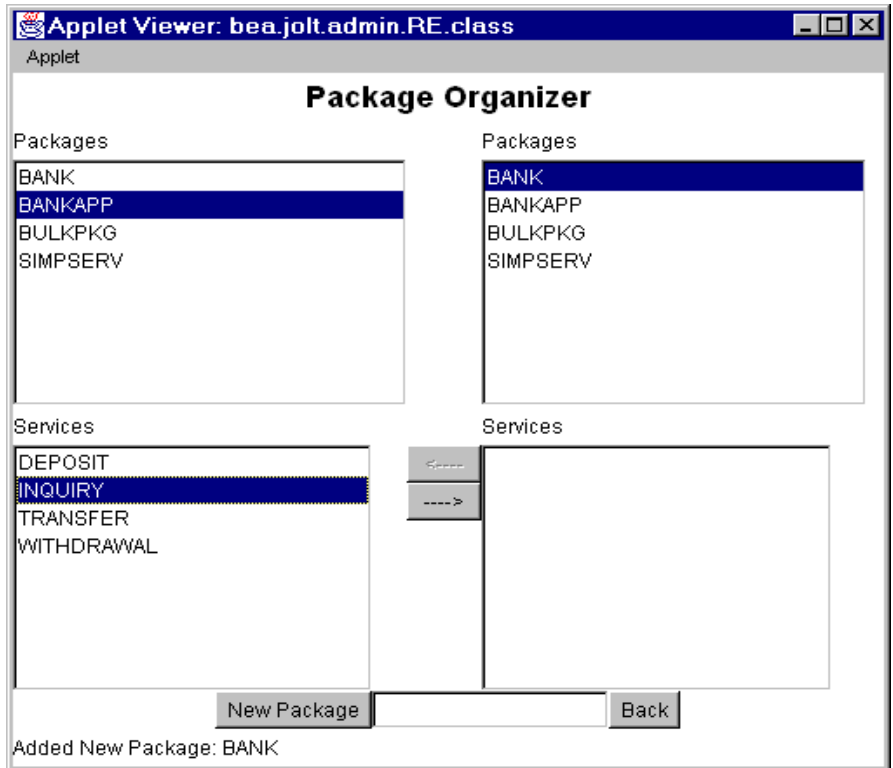 Applet Viewer: bea.jolt.admin.RE.class
Applet
Package Organizer
Packages
BANK
BANKAPP
BULKPKG
SIMPSERV
Packages
BANK
BANKAPP
BULKPKG
SIMPSERV
Services
DEPOSIT
INQUIRY
TRANSFER
WITHDRAWAL
<----
---->
Services
New Package
Back
Added New Package: BANK